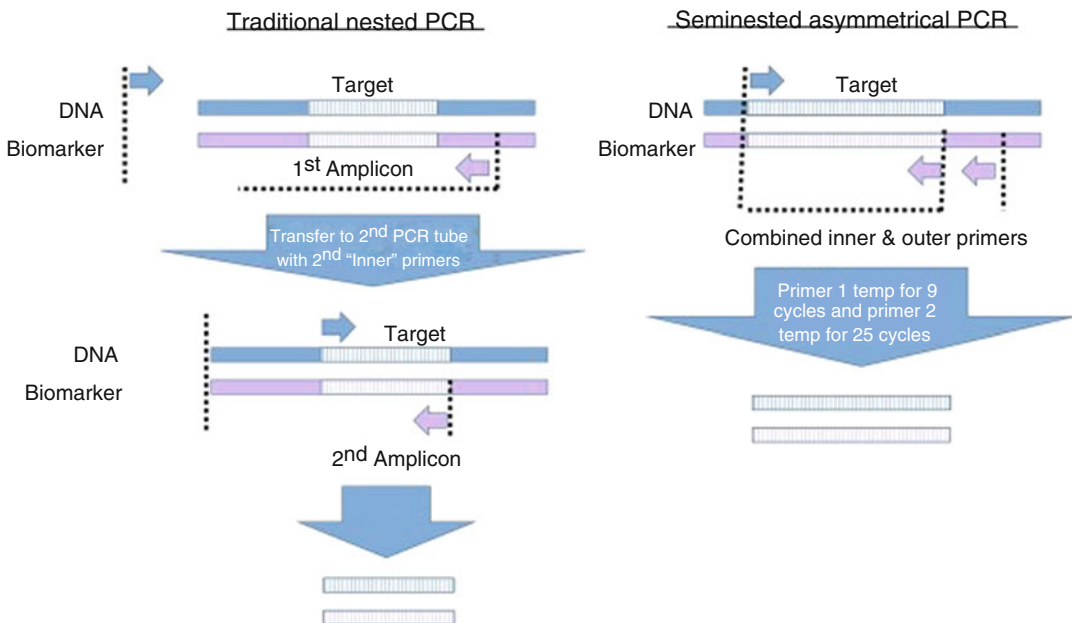 Traditional nested PCR
Target
DNA
Biomarker
1st Amplicon
Transfer to 2nd PCR tube
with 2nd “Inner” primers
Target
DNA
Biomarker
2nd Amplicon
Seminested asymmetrical PCR
Target
DNA
Biomarker
Combined inner & outer primers
Primer 1 temp for 9
cycles and primer 2
temp for 25 cycles